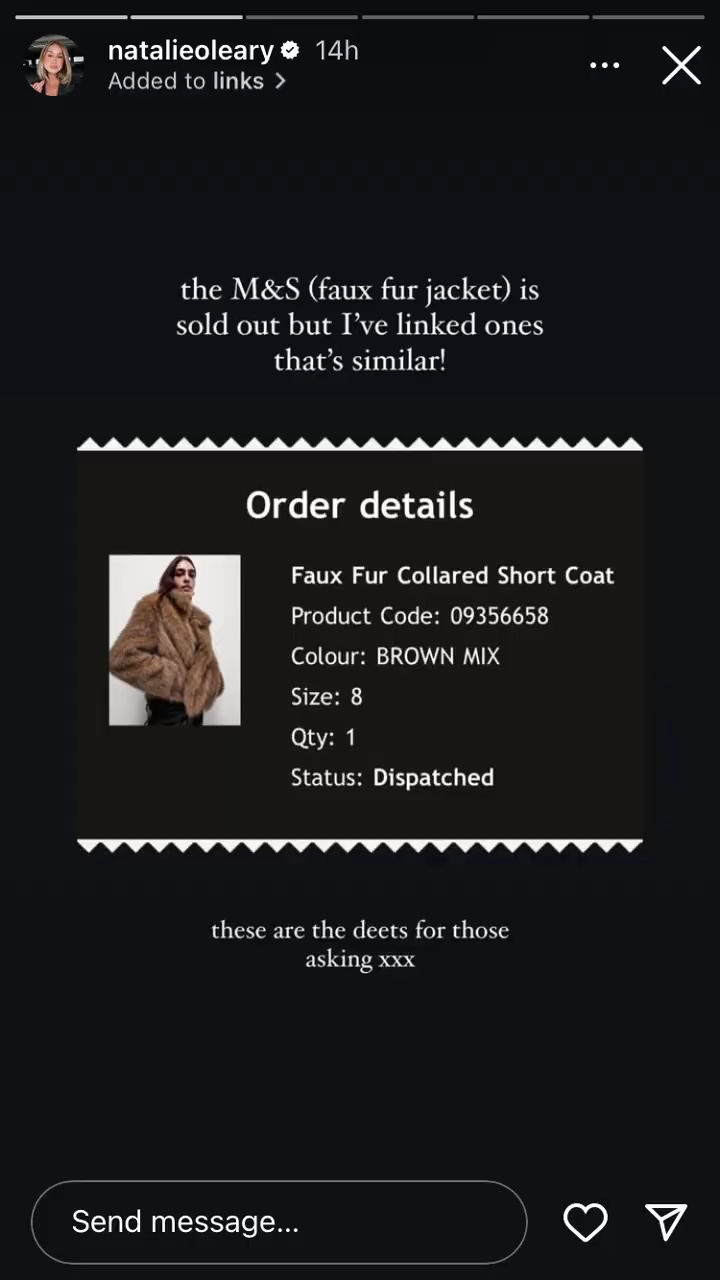 natalieoleary 14h
Added to links >
the M&S (faux fur jacket) is
sold out but I've linked ones
that's similar!
Order details
Faux Fur Collared Short Coat
Product Code: 09356658
Colour: BROWN MIX
Size: 8
Qty: 1
Status: Dispatched
these are the deets for those
asking xxx
Send message...